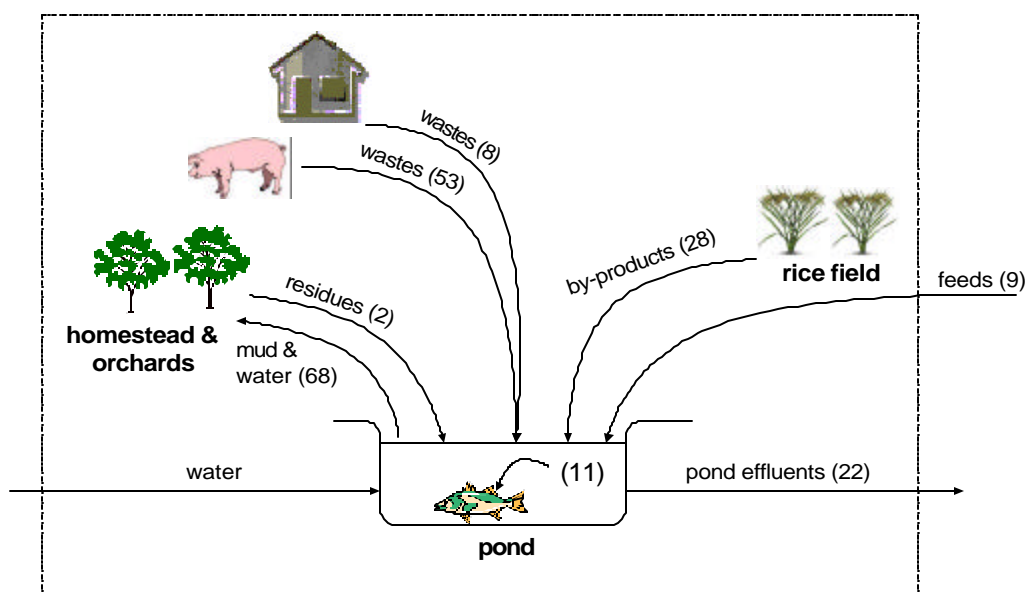 wastes (8)
wastes (53)
by-products (28)
rice field
feeds (9)
residues (2)
homestead &
orchards
mud &
water (68)
water
(11)
pond effluents (22)
pond